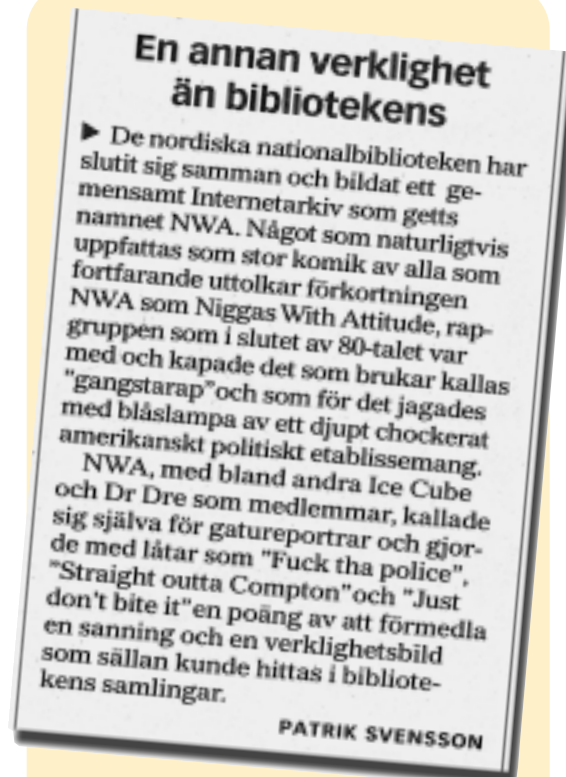 En annan verklighet
än bibliotekens
▶ De nordiska nationalbiblioteken har
slutit sig samman och bildat ett ge-
mensamt Internetarkiv som getts
namnet NWA. Något som naturligtvis
uppfattas som stor komik av alla som
fortfarande uttolkar förkortningen
NWA som Niggas With Attitude, rap-
gruppen som i slutet av 80-talet var
med och kapade det som brukar kallas
"gangstarap"och som för det jagades
med blåslampa av ett djupt chockerat
amerikanskt politiskt etablissemang.
NWA, med bland andra Ice Cube
och Dr Dre som medlemmar, kallade
sig själva för gatureportrar och gjor-
de med låtar som "Fuck tha police",
"Straight outta Compton"och "Just
don't bite it"en poäng av att förmedla
en sanning och en verklighetsbild
som sällan kunde hittas i bibliote-
kens samlingar.
PATRIK SVENSSON